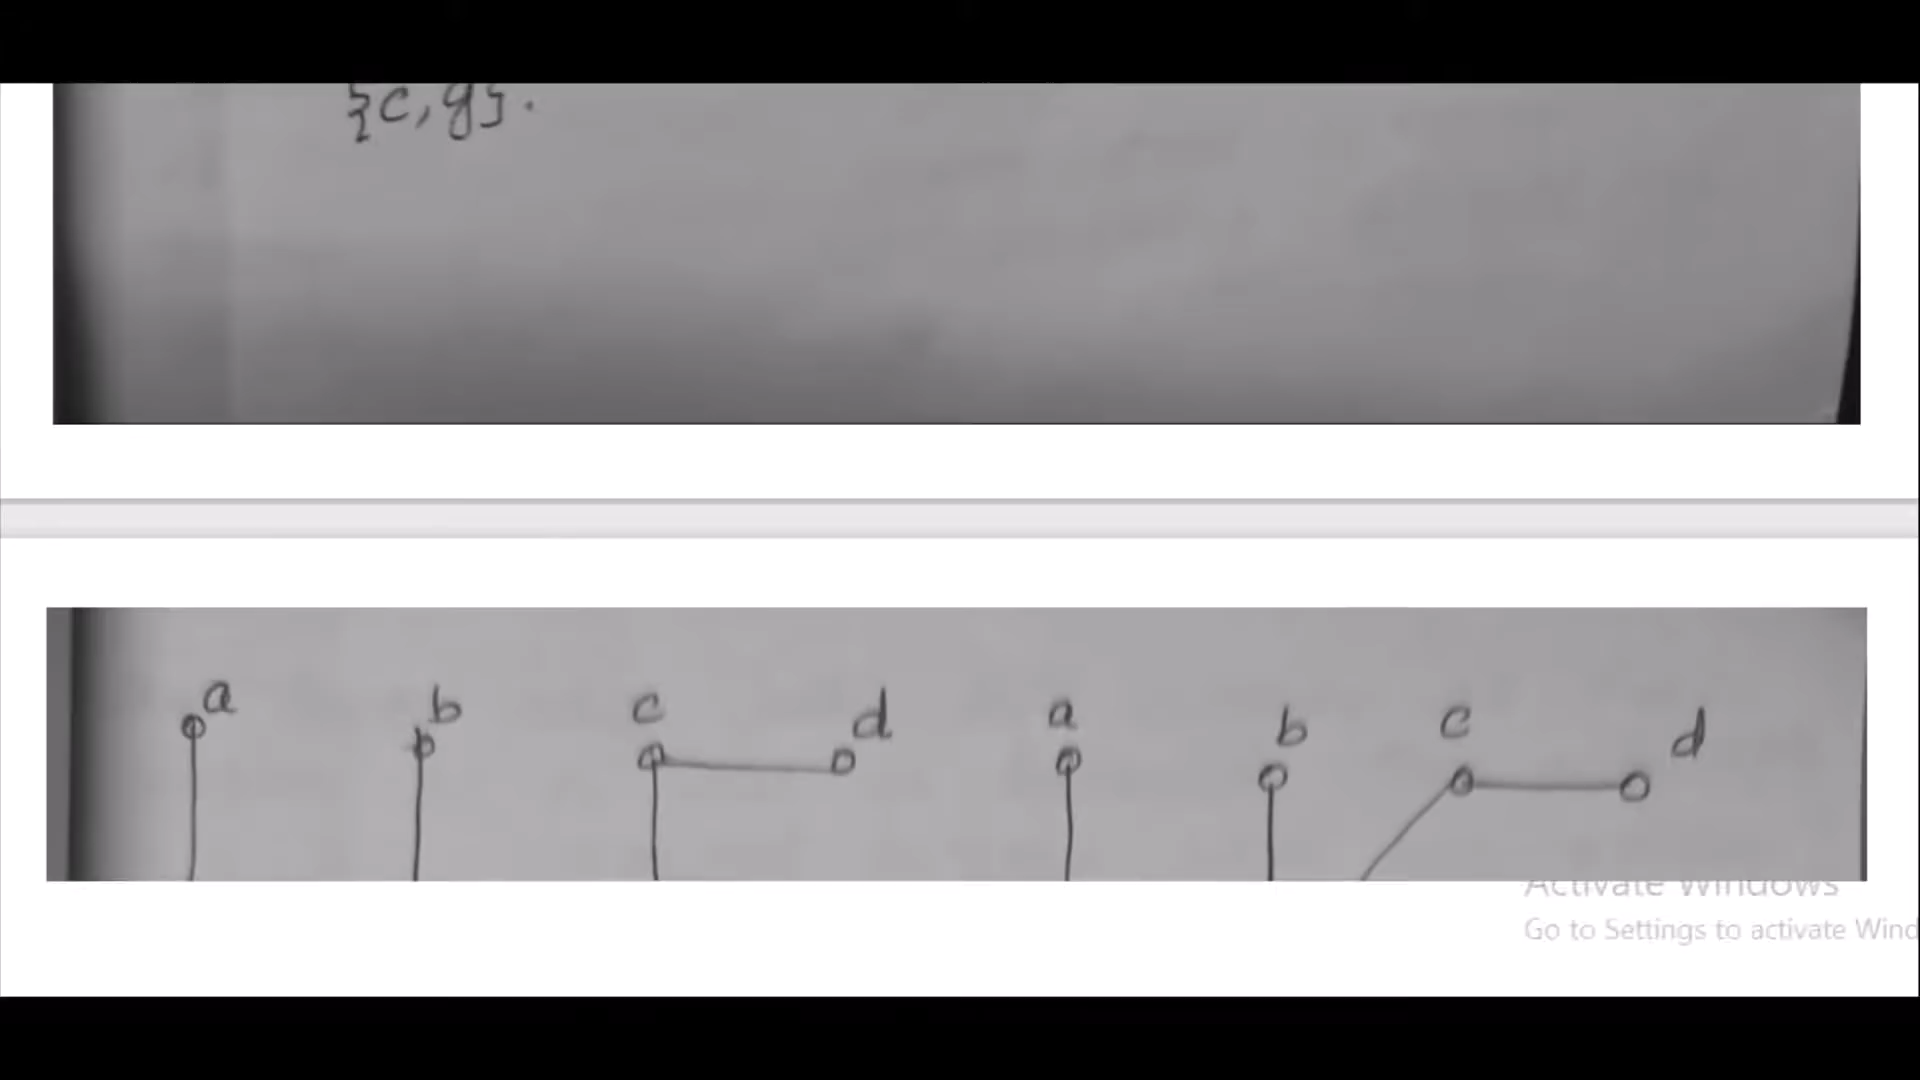 {c, g}.
a b c d a b c d
Activate Windows
Go to Settings to activate Wind